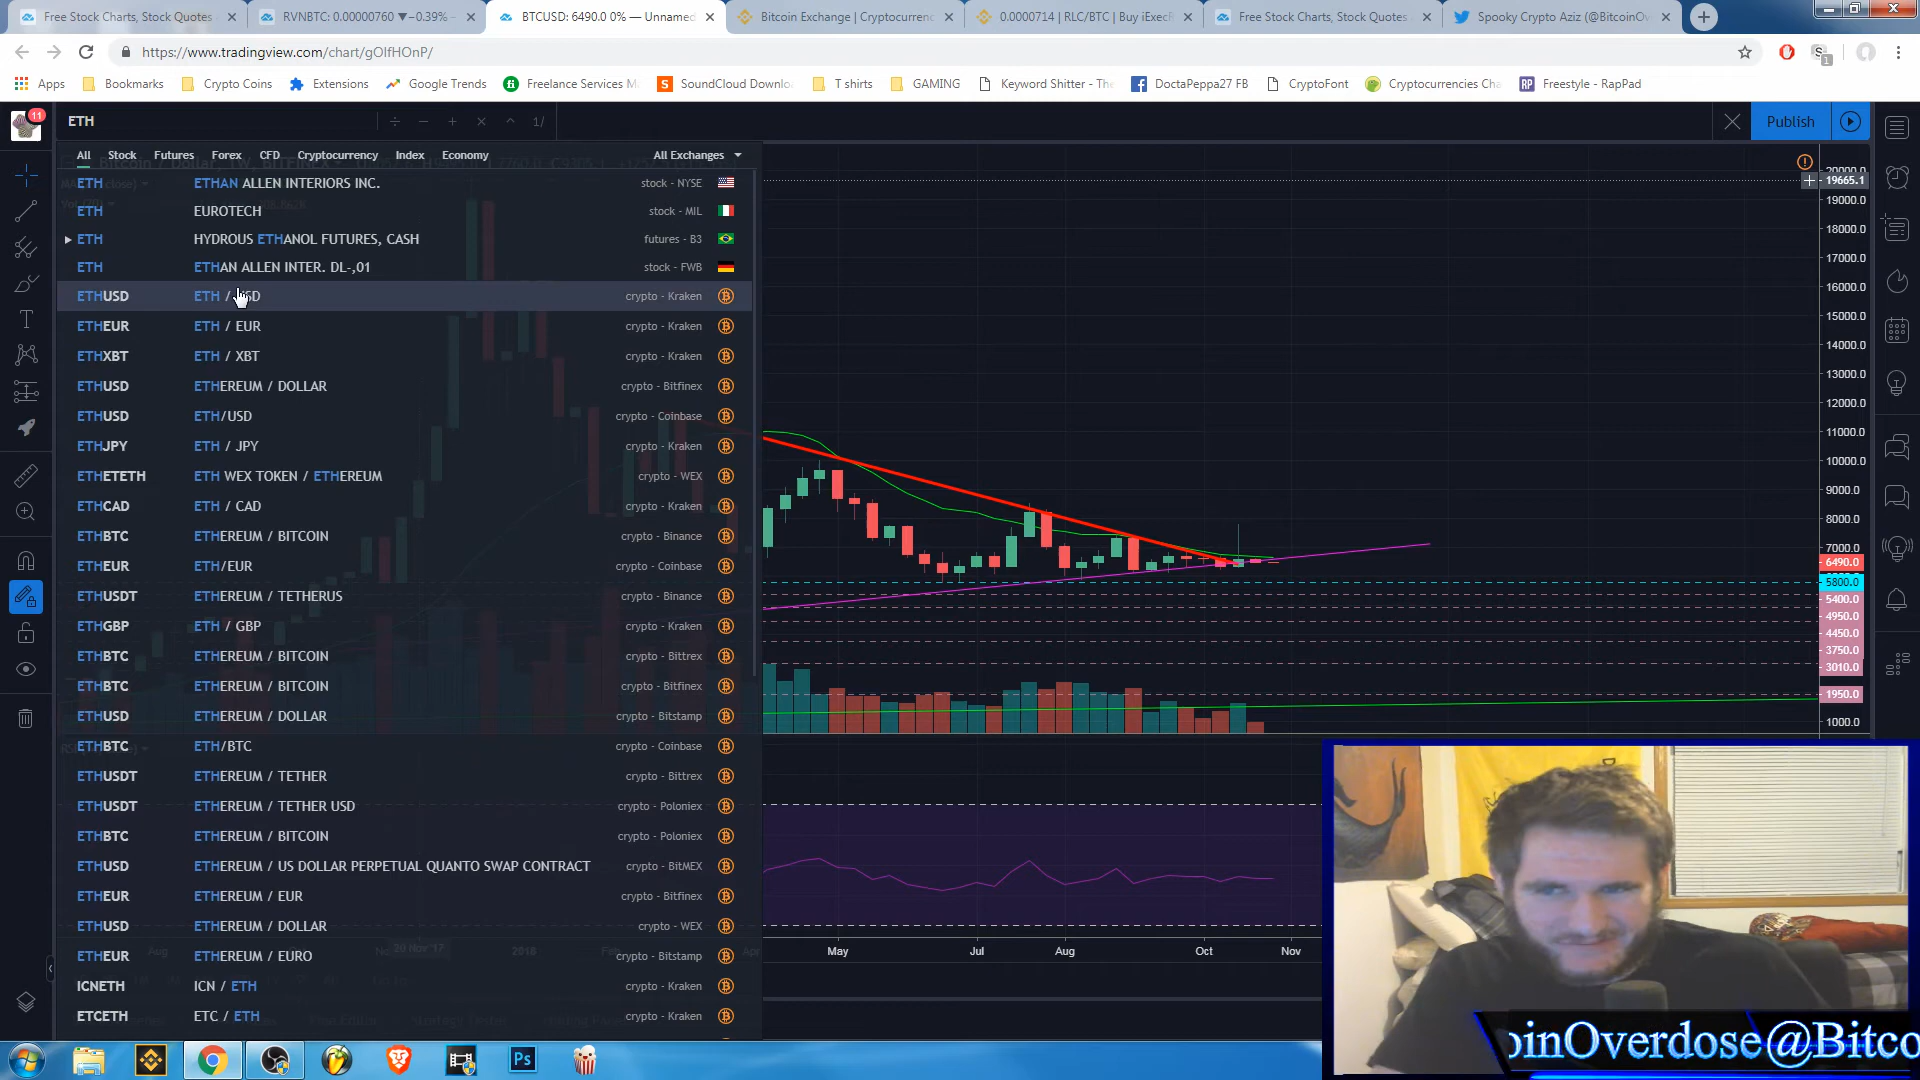 Free Stock Charts, Stock Quotes
RVNBTC: 0.00000760 ▼−0.39%
BTCUSD: 6490.0 0% — Unnamed
Bitcoin Exchange | Cryptocurrenc
0.0000714 | RLC/BTC | Buy iExec
Free Stock Charts, Stock Quotes
Spooky Crypto Aziz (@BitcoinOv
https://www.tradingview.com/chart/gOIfHOnP/
Apps Bookmarks Crypto Coins Extensions Google Trends Freelance Services M SoundCloud Downlo T shirts GAMING Keyword Shitter - The DoctaPeppa27 FB CryptoFont Cryptocurrencies Cha Freestyle - RapPad
11 ETH ÷ − + × ^ 1/ Publish
All Stock Futures Forex CFD Cryptocurrency Index Economy All Exchanges
ETH ETHAN ALLEN INTERIORS INC. stock - NYSE
ETH EUROTECH stock - MIL
ETH HYDROUS ETHANOL FUTURES, CASH futures - B3
ETH ETHAN ALLEN INTER. DL-,01 stock - FWB
ETHUSD ETH / USD crypto - Kraken
ETHEUR ETH / EUR crypto - Kraken
ETHXBT ETH / XBT crypto - Kraken
ETHUSD ETHEREUM / DOLLAR crypto - Bitfinex
ETHUSD ETH/USD crypto - Coinbase
ETHJPY ETH / JPY crypto - Kraken
ETHETETH ETH WEX TOKEN / ETHEREUM crypto - WEX
ETHCAD ETH / CAD crypto - Kraken
ETHBTC ETHEREUM / BITCOIN crypto - Binance
ETHEUR ETH/EUR crypto - Coinbase
ETHUSDT ETHEREUM / TETHERUS crypto - Binance
ETHGBP ETH / GBP crypto - Kraken
ETHBTC ETHEREUM / BITCOIN crypto - Bittrex
ETHBTC ETHEREUM / BITCOIN crypto - Bitfinex
ETHUSD ETHEREUM / DOLLAR crypto - Bitstamp
ETHBTC ETH/BTC crypto - Coinbase
ETHUSDT ETHEREUM / TETHER crypto - Bittrex
ETHUSDT ETHEREUM / TETHER USD crypto - Poloniex
ETHBTC ETHEREUM / BITCOIN crypto - Poloniex
ETHUSD ETHEREUM / US DOLLAR PERPETUAL QUANTO SWAP CONTRACT crypto - BitMEX
ETHEUR ETHEREUM / EUR crypto - Bitfinex
ETHUSD ETHEREUM / DOLLAR crypto - WEX
ETHEUR ETHEREUM / EURO crypto - Bitstamp
ICNETH ICN / ETH crypto - Kraken
ETCETH ETC / ETH crypto - Kraken
20000.0
19665.1
19000.0
18000.0
17000.0
16000.0
15000.0
14000.0
13000.0
12000.0
11000.0
10000.0
9000.0
8000.0
7000.0
6490.0
5800.0
5400.0
4950.0
4450.0
3750.0
3010.0
1950.0
1000.0
20 Nov '17 2018 May Jul Aug Oct Nov
oinOverdose@Bitco